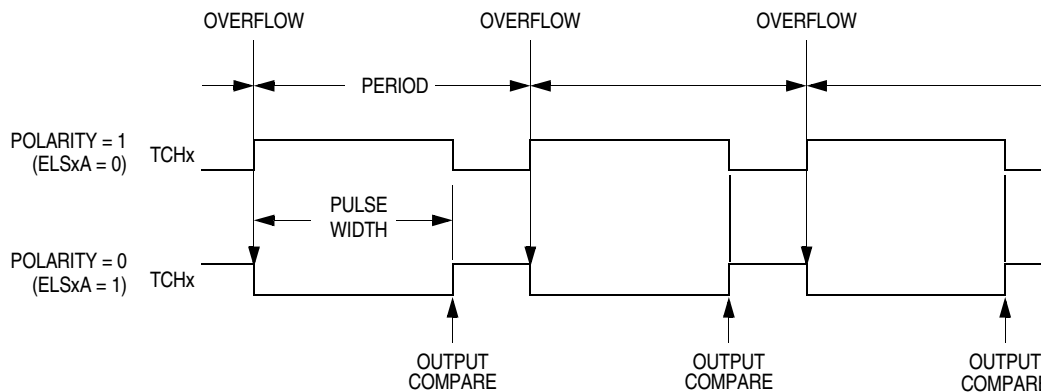 OVERFLOW
OVERFLOW
OVERFLOW
PERIOD
POLARITY = 1
(ELSxA = 0)
TCHx
PULSE
WIDTH
POLARITY = 0
(ELSxA = 1)
TCHx
OUTPUT
COMPARE
OUTPUT
COMPARE
OUTPUT
COMPARE